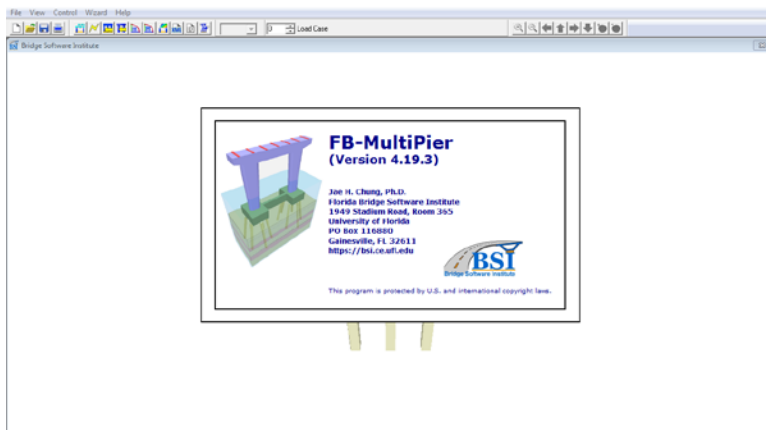 File View Control Wizard Help
0 Load Case
Bridge Software Institute
FB-MultiPier
(Version 4.19.3)
Jae H. Chung, Ph.D.
Florida Bridge Software Institute
1949 Stadium Road, Room 365
University of Florida
PO Box 116880
Gainesville, FL 32611
https://bsi.ce.ufl.edu
BSI
Bridge Software Institute
This program is protected by U.S. and international copyright laws.